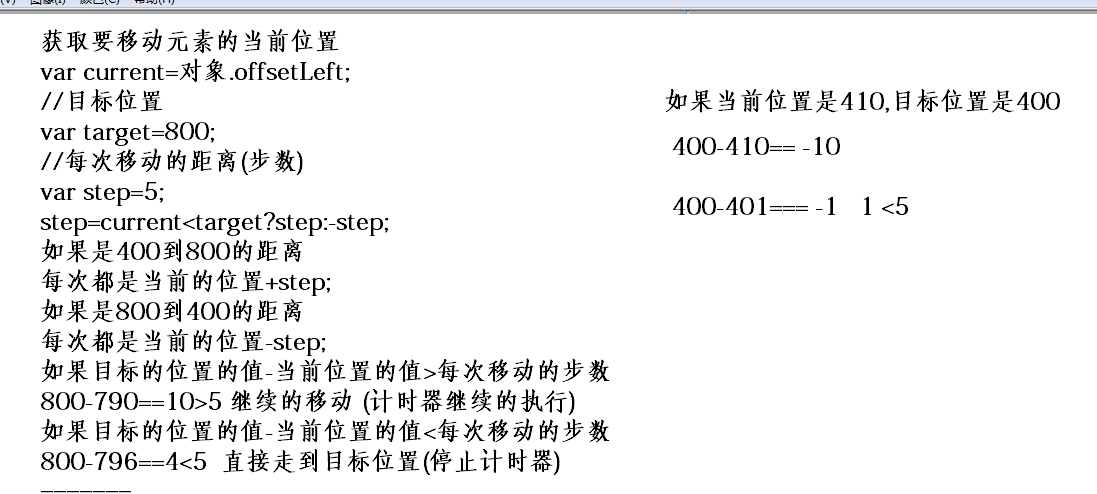 获取要移动元素的当前位置
var current=对象.offsetLeft;
//目标位置
var target=800;
//每次移动的距离(步数)
var step=5;
step=current<target?step:-step;
如果是400到800的距离
每次都是当前的位置+step;
如果是800到400的距离
每次都是当前的位置-step;
如果目标的位置的值-当前位置的值>每次移动的步数
800-790==10>5 继续的移动 (计时器继续的执行)
如果目标的位置的值-当前位置的值<每次移动的步数
800-796==4<5 直接走到目标位置(停止计时器)
-------
如果当前位置是410,目标位置是400
400-410== -10
400-401=== -1 1 <5